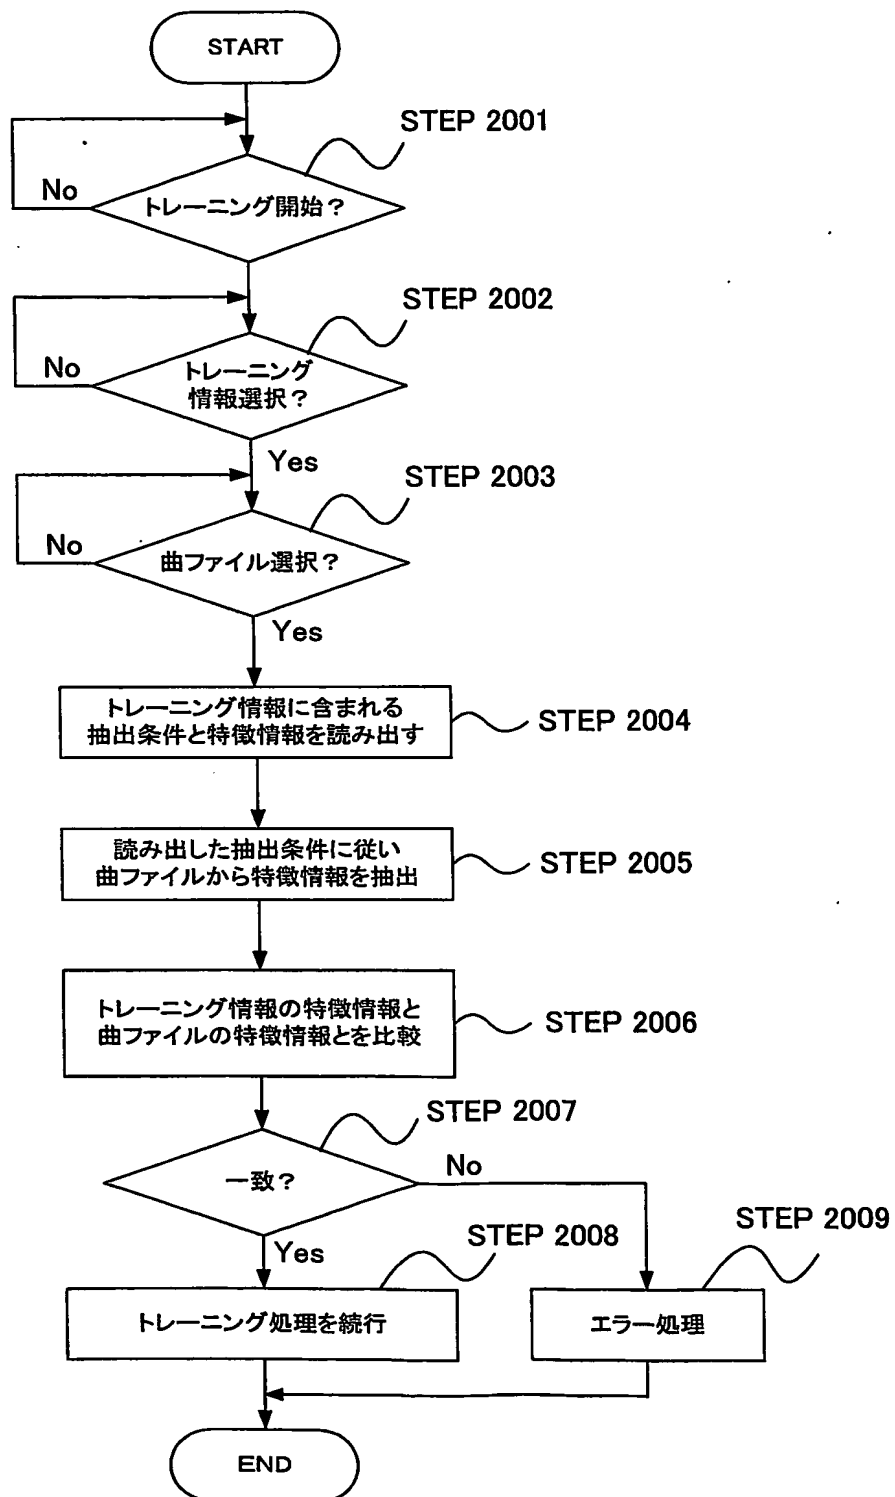 START
STEP 2001
No
トレーニング開始？
STEP 2002
No
トレーニング
情報選択？
Yes
STEP 2003
No
曲ファイル選択？
Yes
トレーニング情報に含まれる
抽出条件と特徴情報を読み出す
STEP 2004
読み出した抽出条件に従い
曲ファイルから特徴情報を抽出
STEP 2005
トレーニング情報の特徴情報と
曲ファイルの特徴情報とを比較
STEP 2006
STEP 2007
一致？
No
Yes
STEP 2008
STEP 2009
トレーニング処理を続行
エラー処理
END